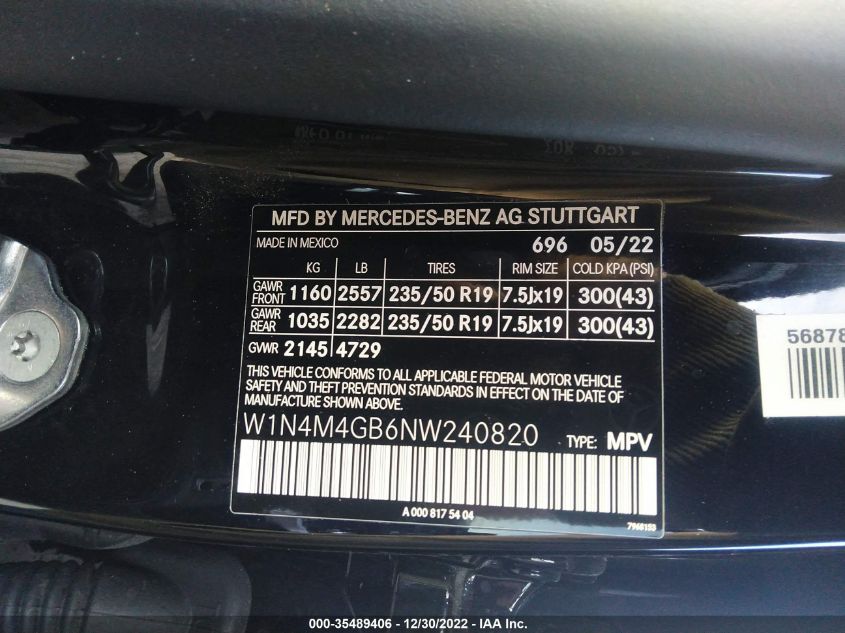 MFD BY MERCEDES-BENZ AG STUTTGART
MADE IN MEXICO 696 05/22
KG LB TIRES RIM SIZE COLD KPA (PSI)
GAWR FRONT 1160 2557 235/50 R19 7.5Jx19 300(43)
GAWR REAR 1035 2282 235/50 R19 7.5Jx19 300(43)
GVWR 2145 4729
THIS VEHICLE CONFORMS TO ALL APPLICABLE FEDERAL MOTOR VEHICLE
SAFETY AND THEFT PREVENTION STANDARDS IN EFFECT ON THE DATE OF
MANUFACTURE SHOWN ABOVE.
W1N4M4GB6NW240820 TYPE: MPV
A 000 817 54 04
7968153
56878
000-35489406 - 12/30/2022 - IAA Inc.